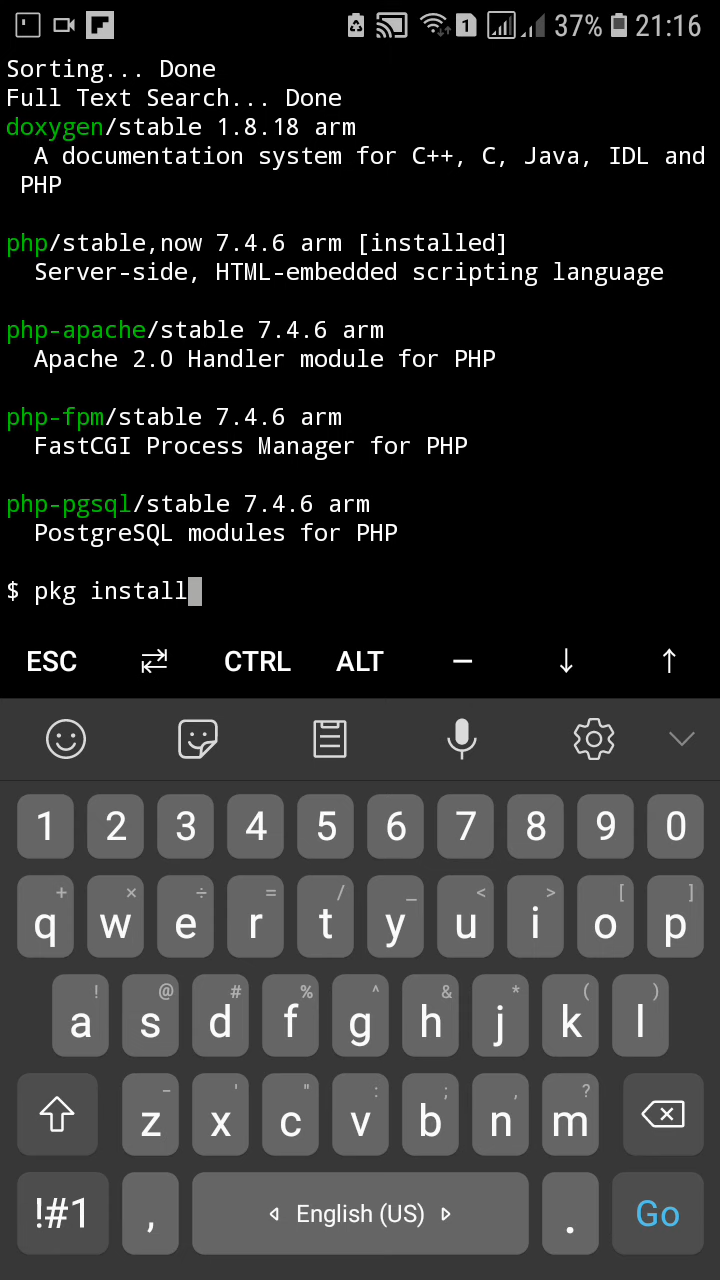 1 37% 21:16
Sorting... Done
Full Text Search... Done
doxygen/stable 1.8.18 arm
A documentation system for C++, C, Java, IDL and
PHP
php/stable,now 7.4.6 arm [installed]
Server-side, HTML-embedded scripting language
php-apache/stable 7.4.6 arm
Apache 2.0 Handler module for PHP
php-fpm/stable 7.4.6 arm
FastCGI Process Manager for PHP
php-pgsql/stable 7.4.6 arm
PostgreSQL modules for PHP
$ pkg install
ESC CTRL ALT – ↓ ↑
1 2 3 4 5 6 7 8 9 0
+ × ÷ = / _ < > [ ]
q w e r t y u i o p
! @ # % ^ & * ( )
a s d f g h j k l
- ' " : ; , ?
z x c v b n m
!#1 , English (US) . Go